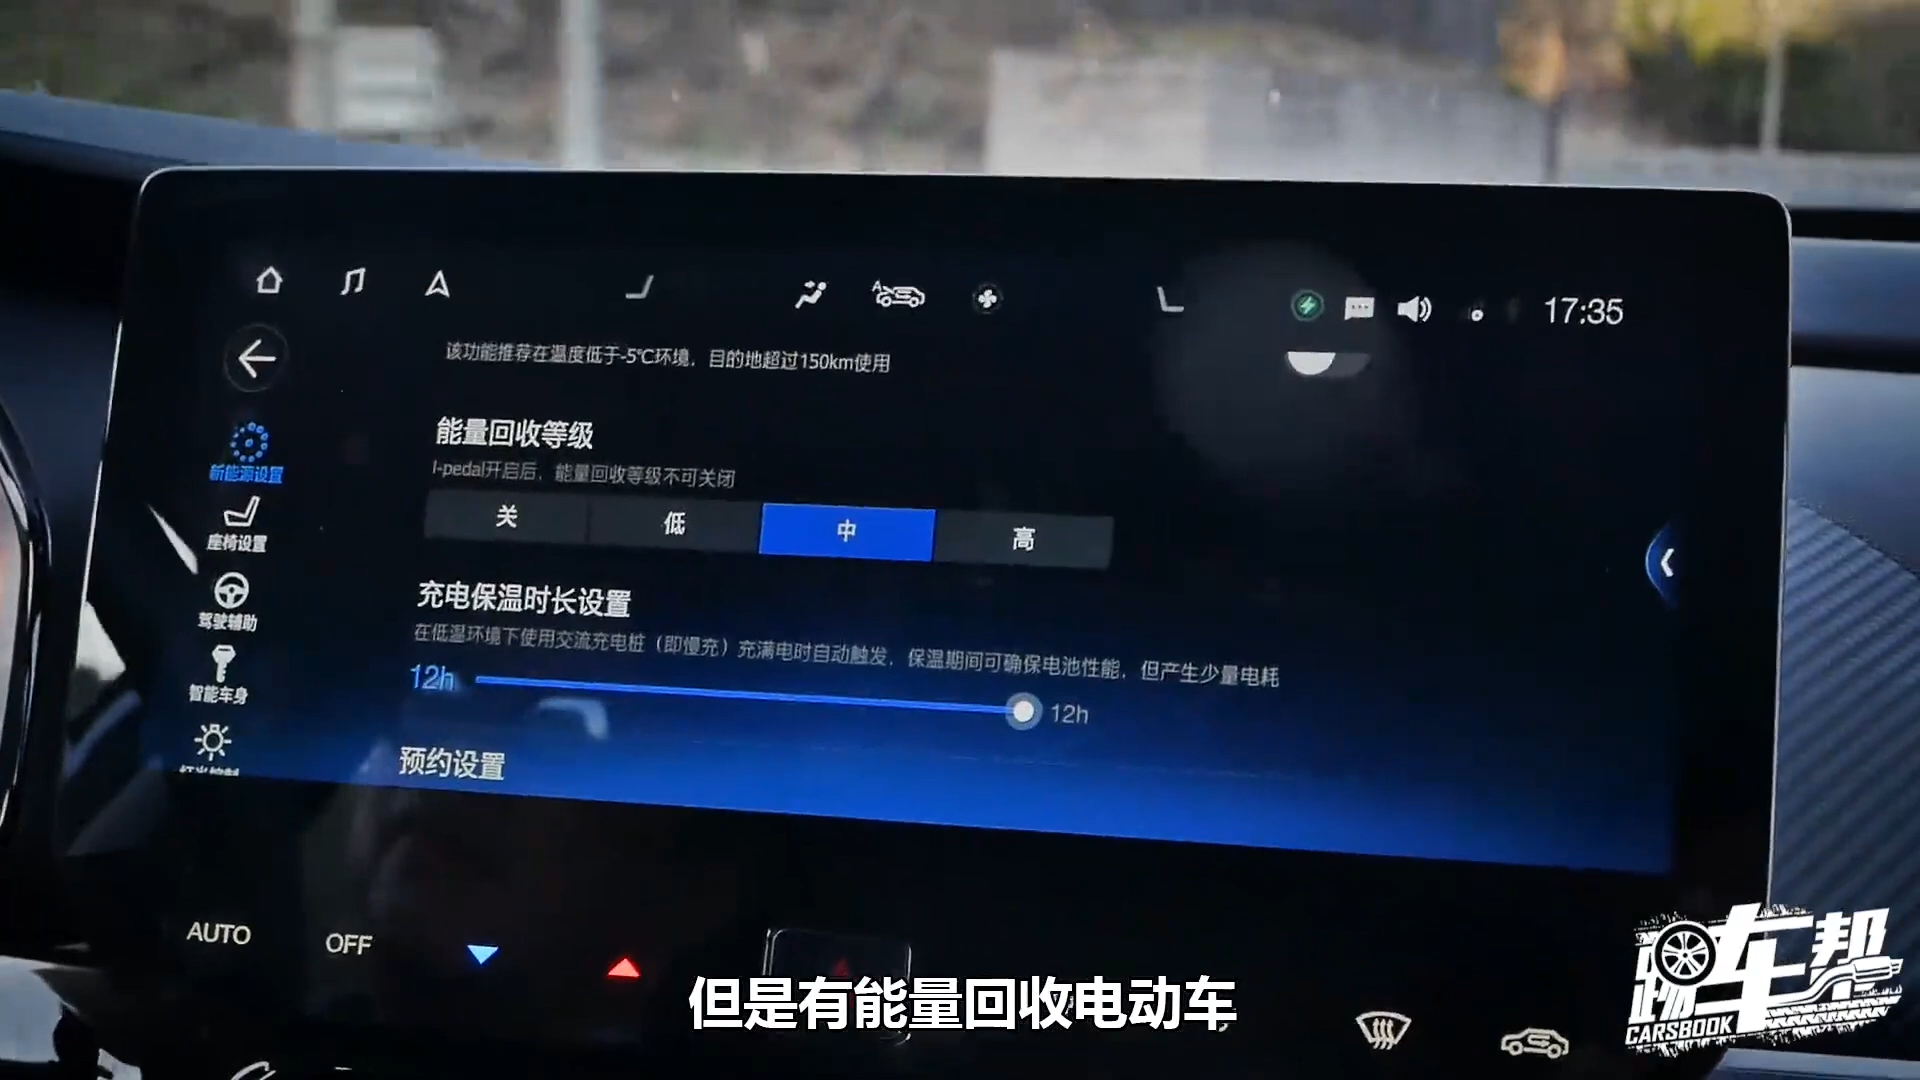 17:35
该功能推荐在温度低于-5℃环境，目的地超过150km使用
能量回收等级
I-pedal开启后，能量回收等级不可关闭
关 低 中 高
充电保温时长设置
在低温环境下使用交流充电桩（即慢充）充满电时自动触发，保温期间可确保电池性能，但产生少量电耗
12h 12h
预约设置
新能源设置
座椅设置
驾驶辅助
智能车身
AUTO OFF
但是有能量回收电动车
踢车帮
CARSBOOK